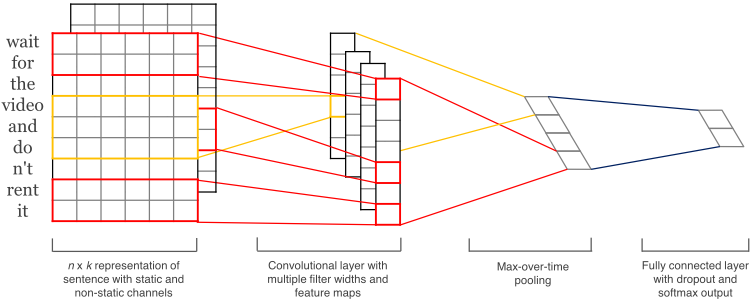 wait
for
the
video
and
do
n't
rent
it
n x k representation of
sentence with static and
non-static channels
Convolutional layer with
multiple filter widths and
feature maps
Max-over-time
pooling
Fully connected layer
with dropout and
softmax output